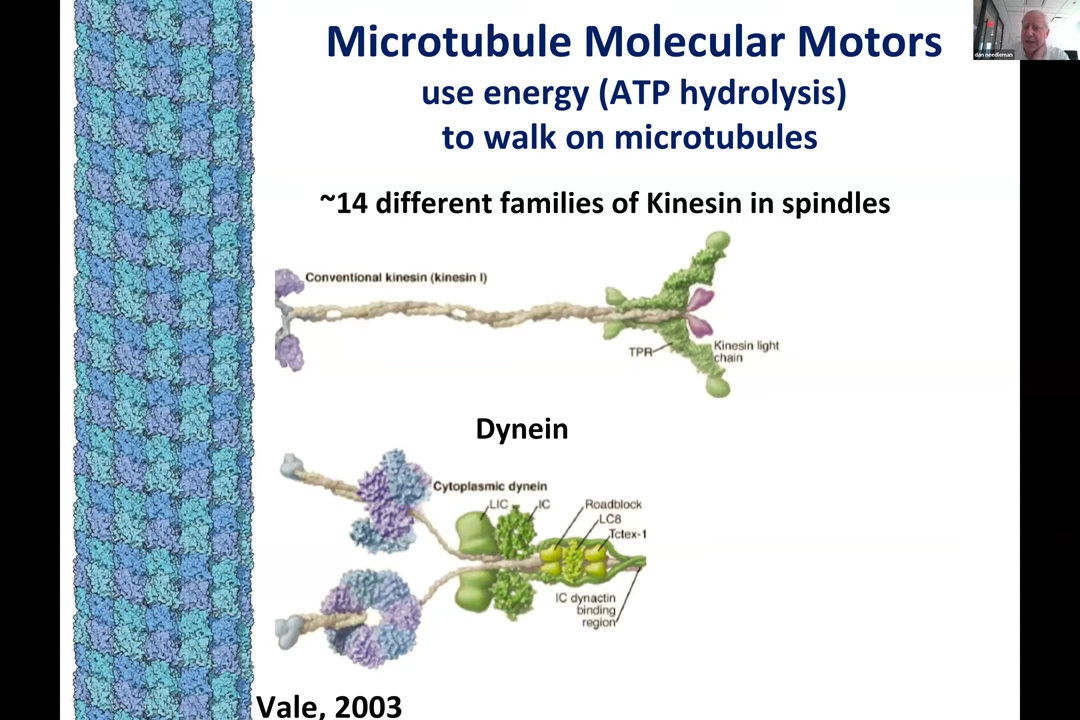 Microtubule Molecular Motors
dan needleman
use energy (ATP hydrolysis)
to walk on microtubules
~14 different families of Kinesin in spindles
Conventional kinesin (kinesin I)
TPR
Kinesin light
chain
Dynein
Cytoplasmic dynein
LIC
IC
Roadblock
LC8
Tctex-1
IC dynactin
binding
region
Vale, 2003